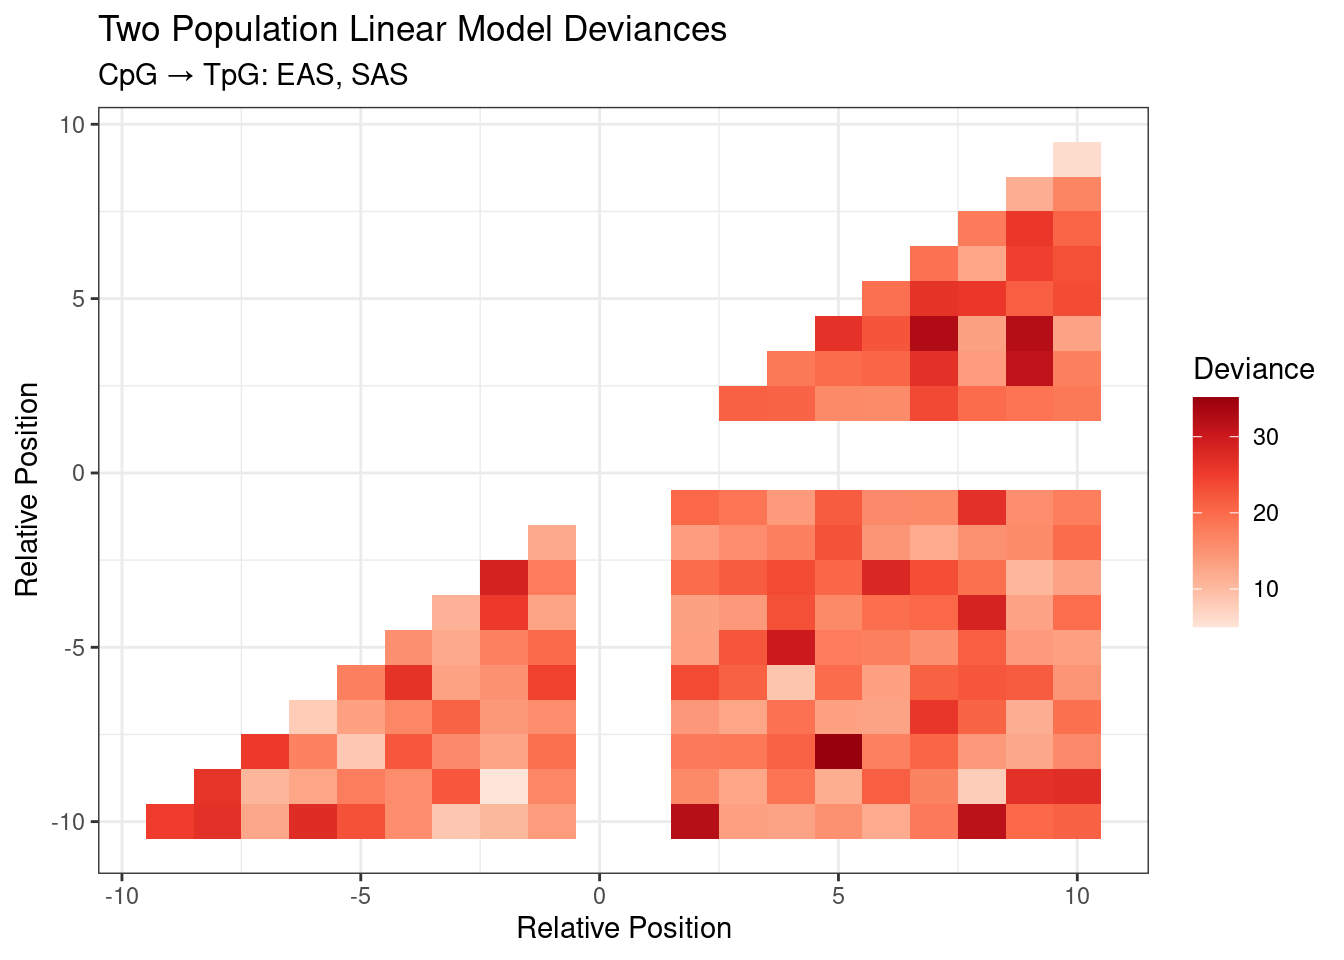 Two Population Linear Model Deviances
CpG → TpG: EAS, SAS
10
5
0
-5
-10
Relative Position
-10
-5
0
5
10
Relative Position
Deviance
30
20
10